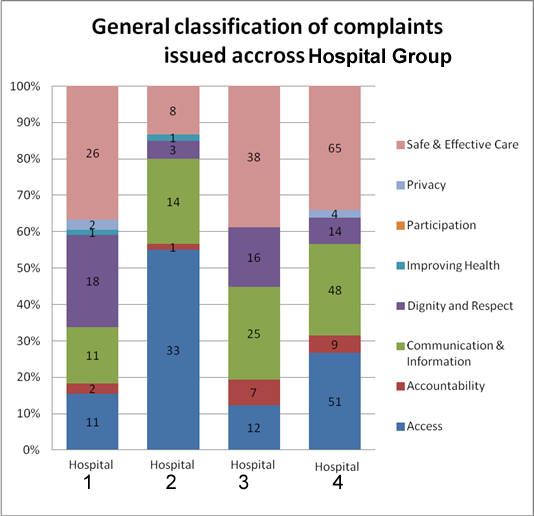 General classification of complaints
issued accross Hospital Group
100%
90%
80%
70%
60%
50%
40%
30%
20%
10%
0%
26
2
1
18
11
2
11
8
1
3
14
1
33
38
16
25
7
12
65
4
14
48
9
51
Hospital
1
Hospital
2
Hospital
3
Hospital
4
Safe & Effective Care
Privacy
Participation
Improving Health
Dignity and Respect
Communication &
Information
Accountability
Access